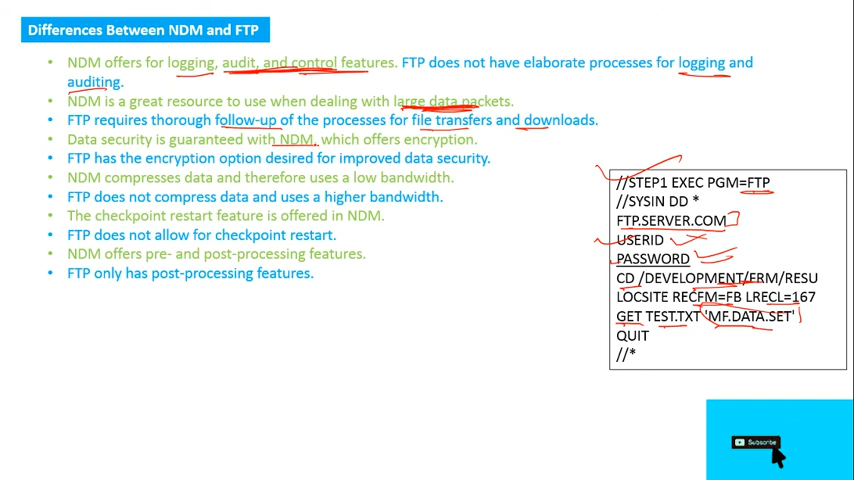 Differences Between NDM and FTP
• NDM offers for logging, audit, and control features. FTP does not have elaborate processes for logging and
auditing.
• NDM is a great resource to use when dealing with large data packets.
• FTP requires thorough follow-up of the processes for file transfers and downloads.
• Data security is guaranteed with NDM, which offers encryption.
• FTP has the encryption option desired for improved data security.
• NDM compresses data and therefore uses a low bandwidth.
• FTP does not compress data and uses a higher bandwidth.
• The checkpoint restart feature is offered in NDM.
• FTP does not allow for checkpoint restart.
• NDM offers pre- and post-processing features.
• FTP only has post-processing features.
//STEP1 EXEC PGM=FTP
//SYSIN DD *
FTP.SERVER.COM
USERID
PASSWORD
CD /DEVELOPMENT/FRM/RESU
LOCSITE RECFM=FB LRECL=167
GET TEST.TXT 'MF.DATA.SET'
QUIT
//*
Subscribe